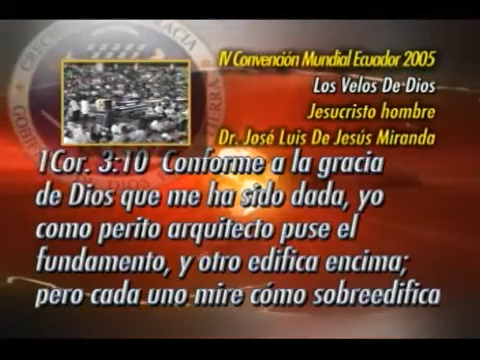 IV Convención Mundial Ecuador 2005
Los Velos De Dios
Jesucristo hombre
Dr. José Luis De Jesús Miranda
1Cor. 3:10 Conforme a la gracia
de Dios que me ha sido dada, yo
como perito arquitecto puse el
fundamento, y otro edifica encima;
pero cada uno mire cómo sobreedifica